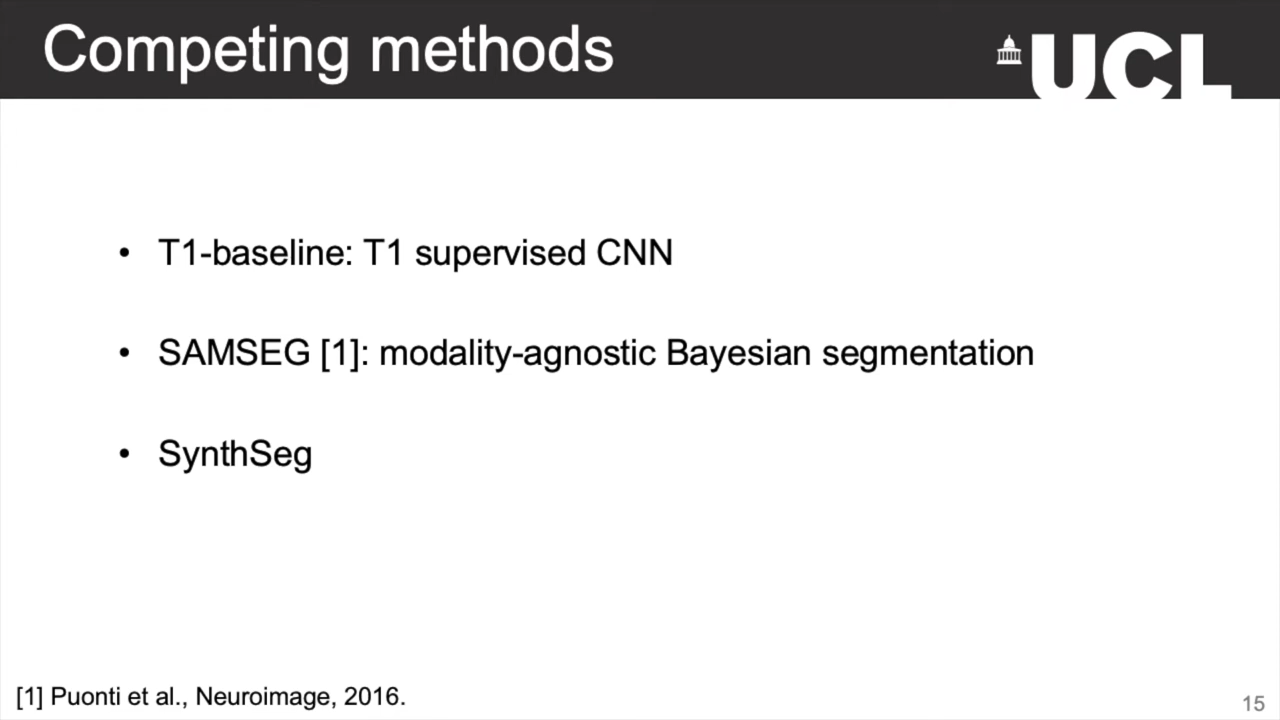 Competing methods
UCL
• T1-baseline: T1 supervised CNN
• SAMSEG [1]: modality-agnostic Bayesian segmentation
• SynthSeg
[1] Puonti et al., Neuroimage, 2016.
15